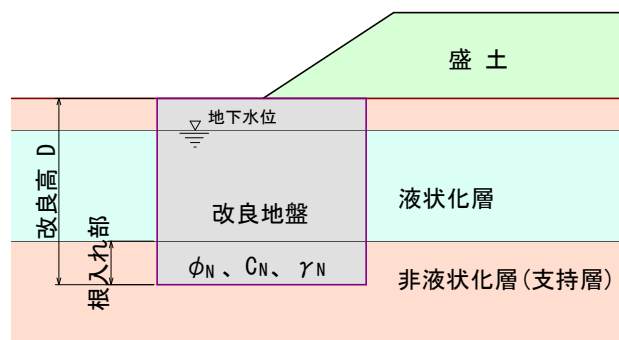 盛 土
地下水位
改良高 D
改良地盤
液状化層
根入れ部
φN 、 CN、 γN
非液状化層(支持層)